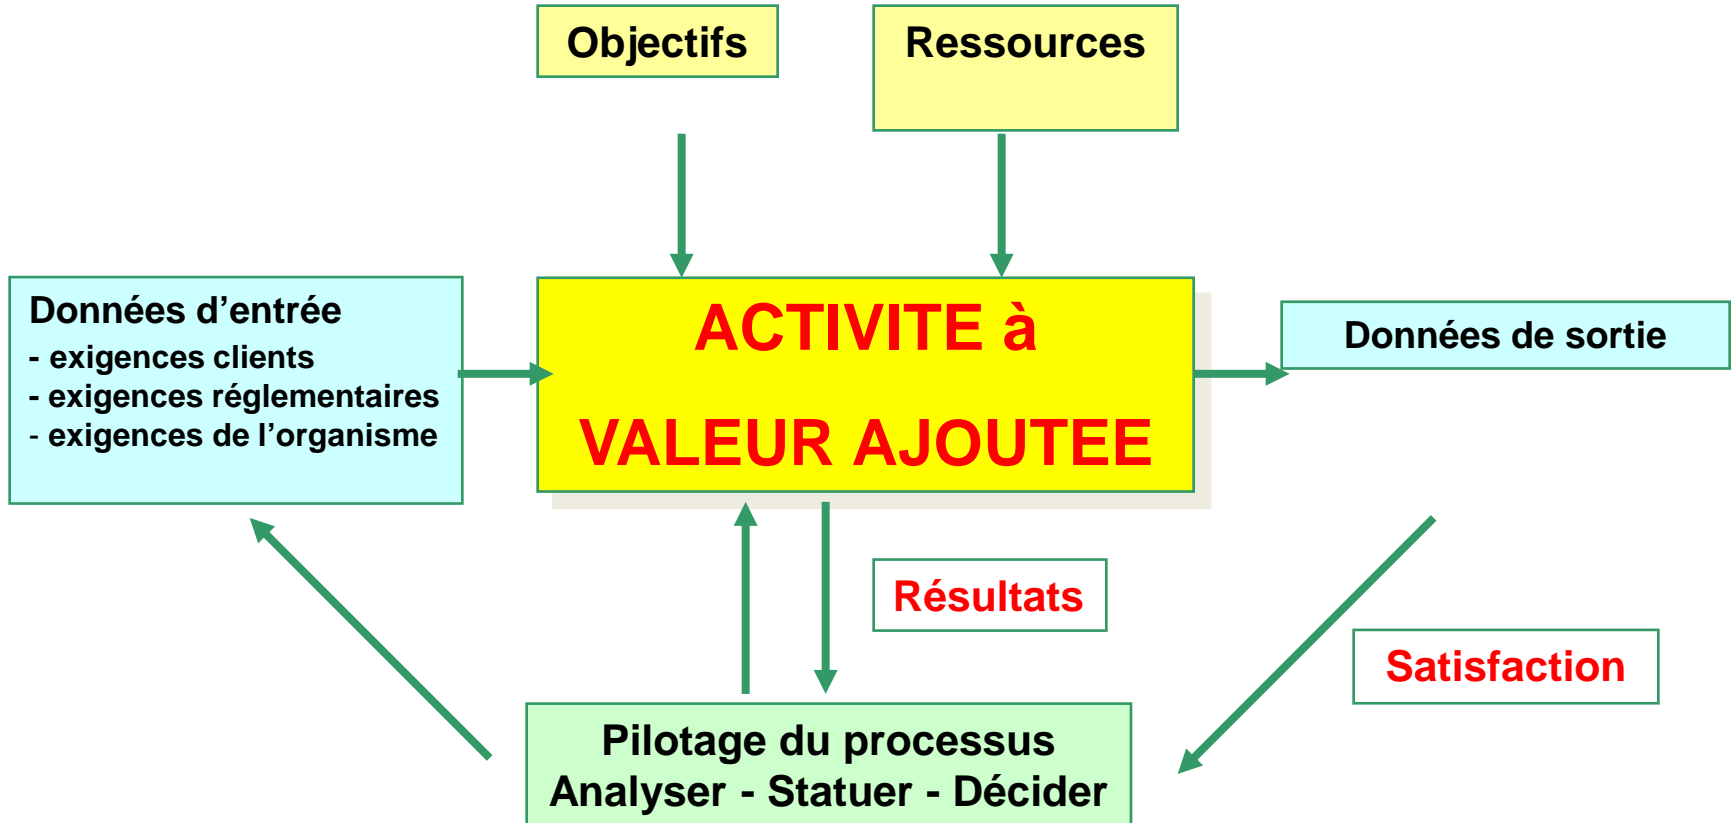 Objectifs
Ressources
Données d’entrée
- exigences clients
- exigences réglementaires
- exigences de l’organisme
ACTIVITE à
VALEUR AJOUTEE
Données de sortie
Résultats
Satisfaction
Pilotage du processus
Analyser - Statuer - Décider